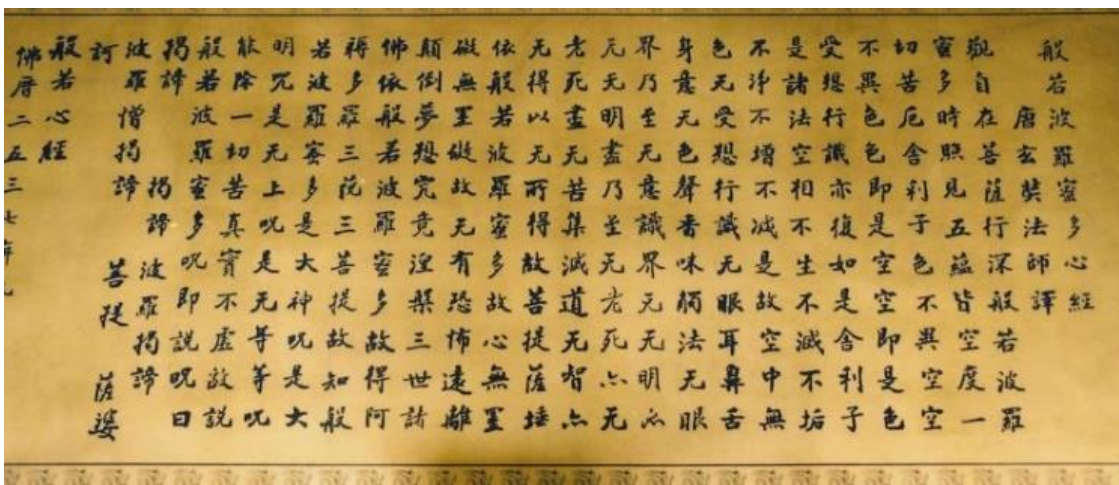 般若波羅蜜多心經
唐玄奘法師譯
觀自在菩薩行深般若波羅
蜜多時照見五蘊皆空度一
切苦厄舍利子色不異空空
不異色色即是空空即是色
受想行識亦復如是舍利子
是諸法空相不生不滅不垢
不淨不增不減是故空中無
色无受想行識无眼耳鼻舌
身意无色聲香味觸法无眼
界乃至无意識界无无明亦
无无明盡乃至无老死亦无
老死盡无苦集滅道无智亦
无得以无所得故菩提薩埵
依般若波羅蜜多故心無罣
礙無罣礙故无有恐怖遠離
顛倒夢想究竟涅槃三世諸
佛依般若波羅蜜多故得阿
耨多羅三藐三菩提故知般
若波羅蜜多是大神呪是大
明呪是无上呪是无等等呪
能除一切苦真實不虛故説
般若波羅蜜多呪即説呪曰
揭諦 揭諦 波羅揭諦
波羅僧揭諦 菩提 薩婆
訶
般若心經
佛曆二五三七年